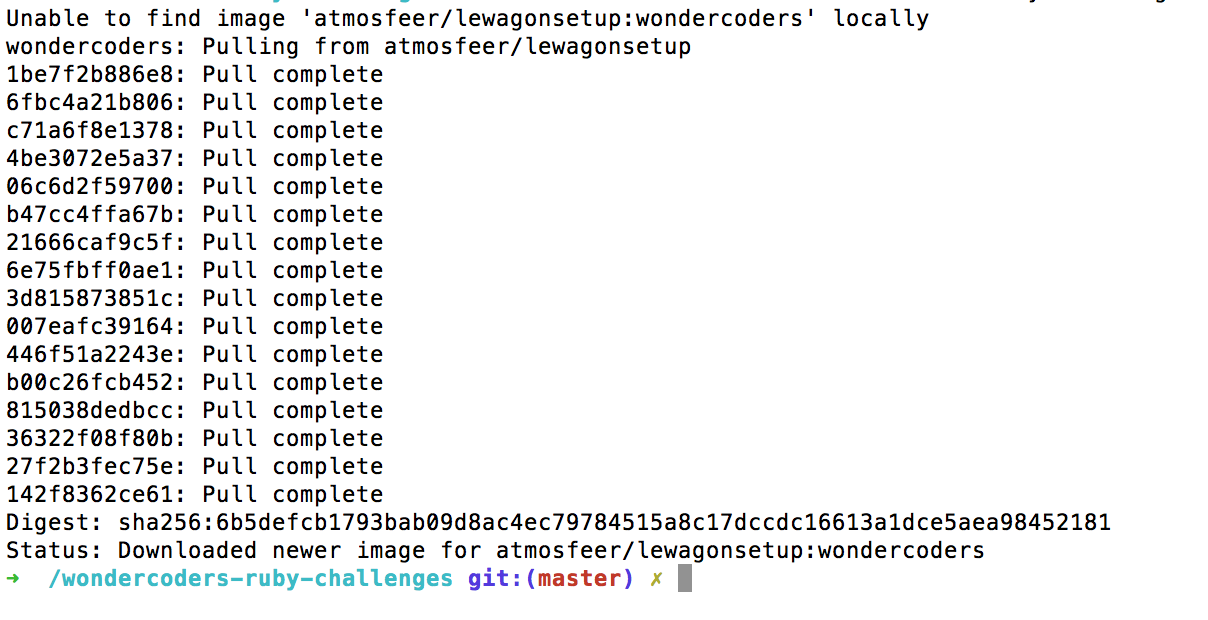 Unable to find image 'atmosfeer/lewagonsetup:wondercoders' locally
wondercoders: Pulling from atmosfeer/lewagonsetup
1be7f2b886e8: Pull complete
6fbc4a21b806: Pull complete
c71a6f8e1378: Pull complete
4be3072e5a37: Pull complete
06c6d2f59700: Pull complete
b47cc4ffa67b: Pull complete
21666caf9c5f: Pull complete
6e75fbff0ae1: Pull complete
3d815873851c: Pull complete
007eafc39164: Pull complete
446f51a2243e: Pull complete
b00c26fcb452: Pull complete
815038dedbcc: Pull complete
36322f08f80b: Pull complete
27f2b3fec75e: Pull complete
142f8362ce61: Pull complete
Digest: sha256:6b5defcb1793bab09d8ac4ec79784515a8c17dccdc16613a1dce5aea98452181
Status: Downloaded newer image for atmosfeer/lewagonsetup:wondercoders
➜  /wondercoders-ruby-challenges git:(master) ✗